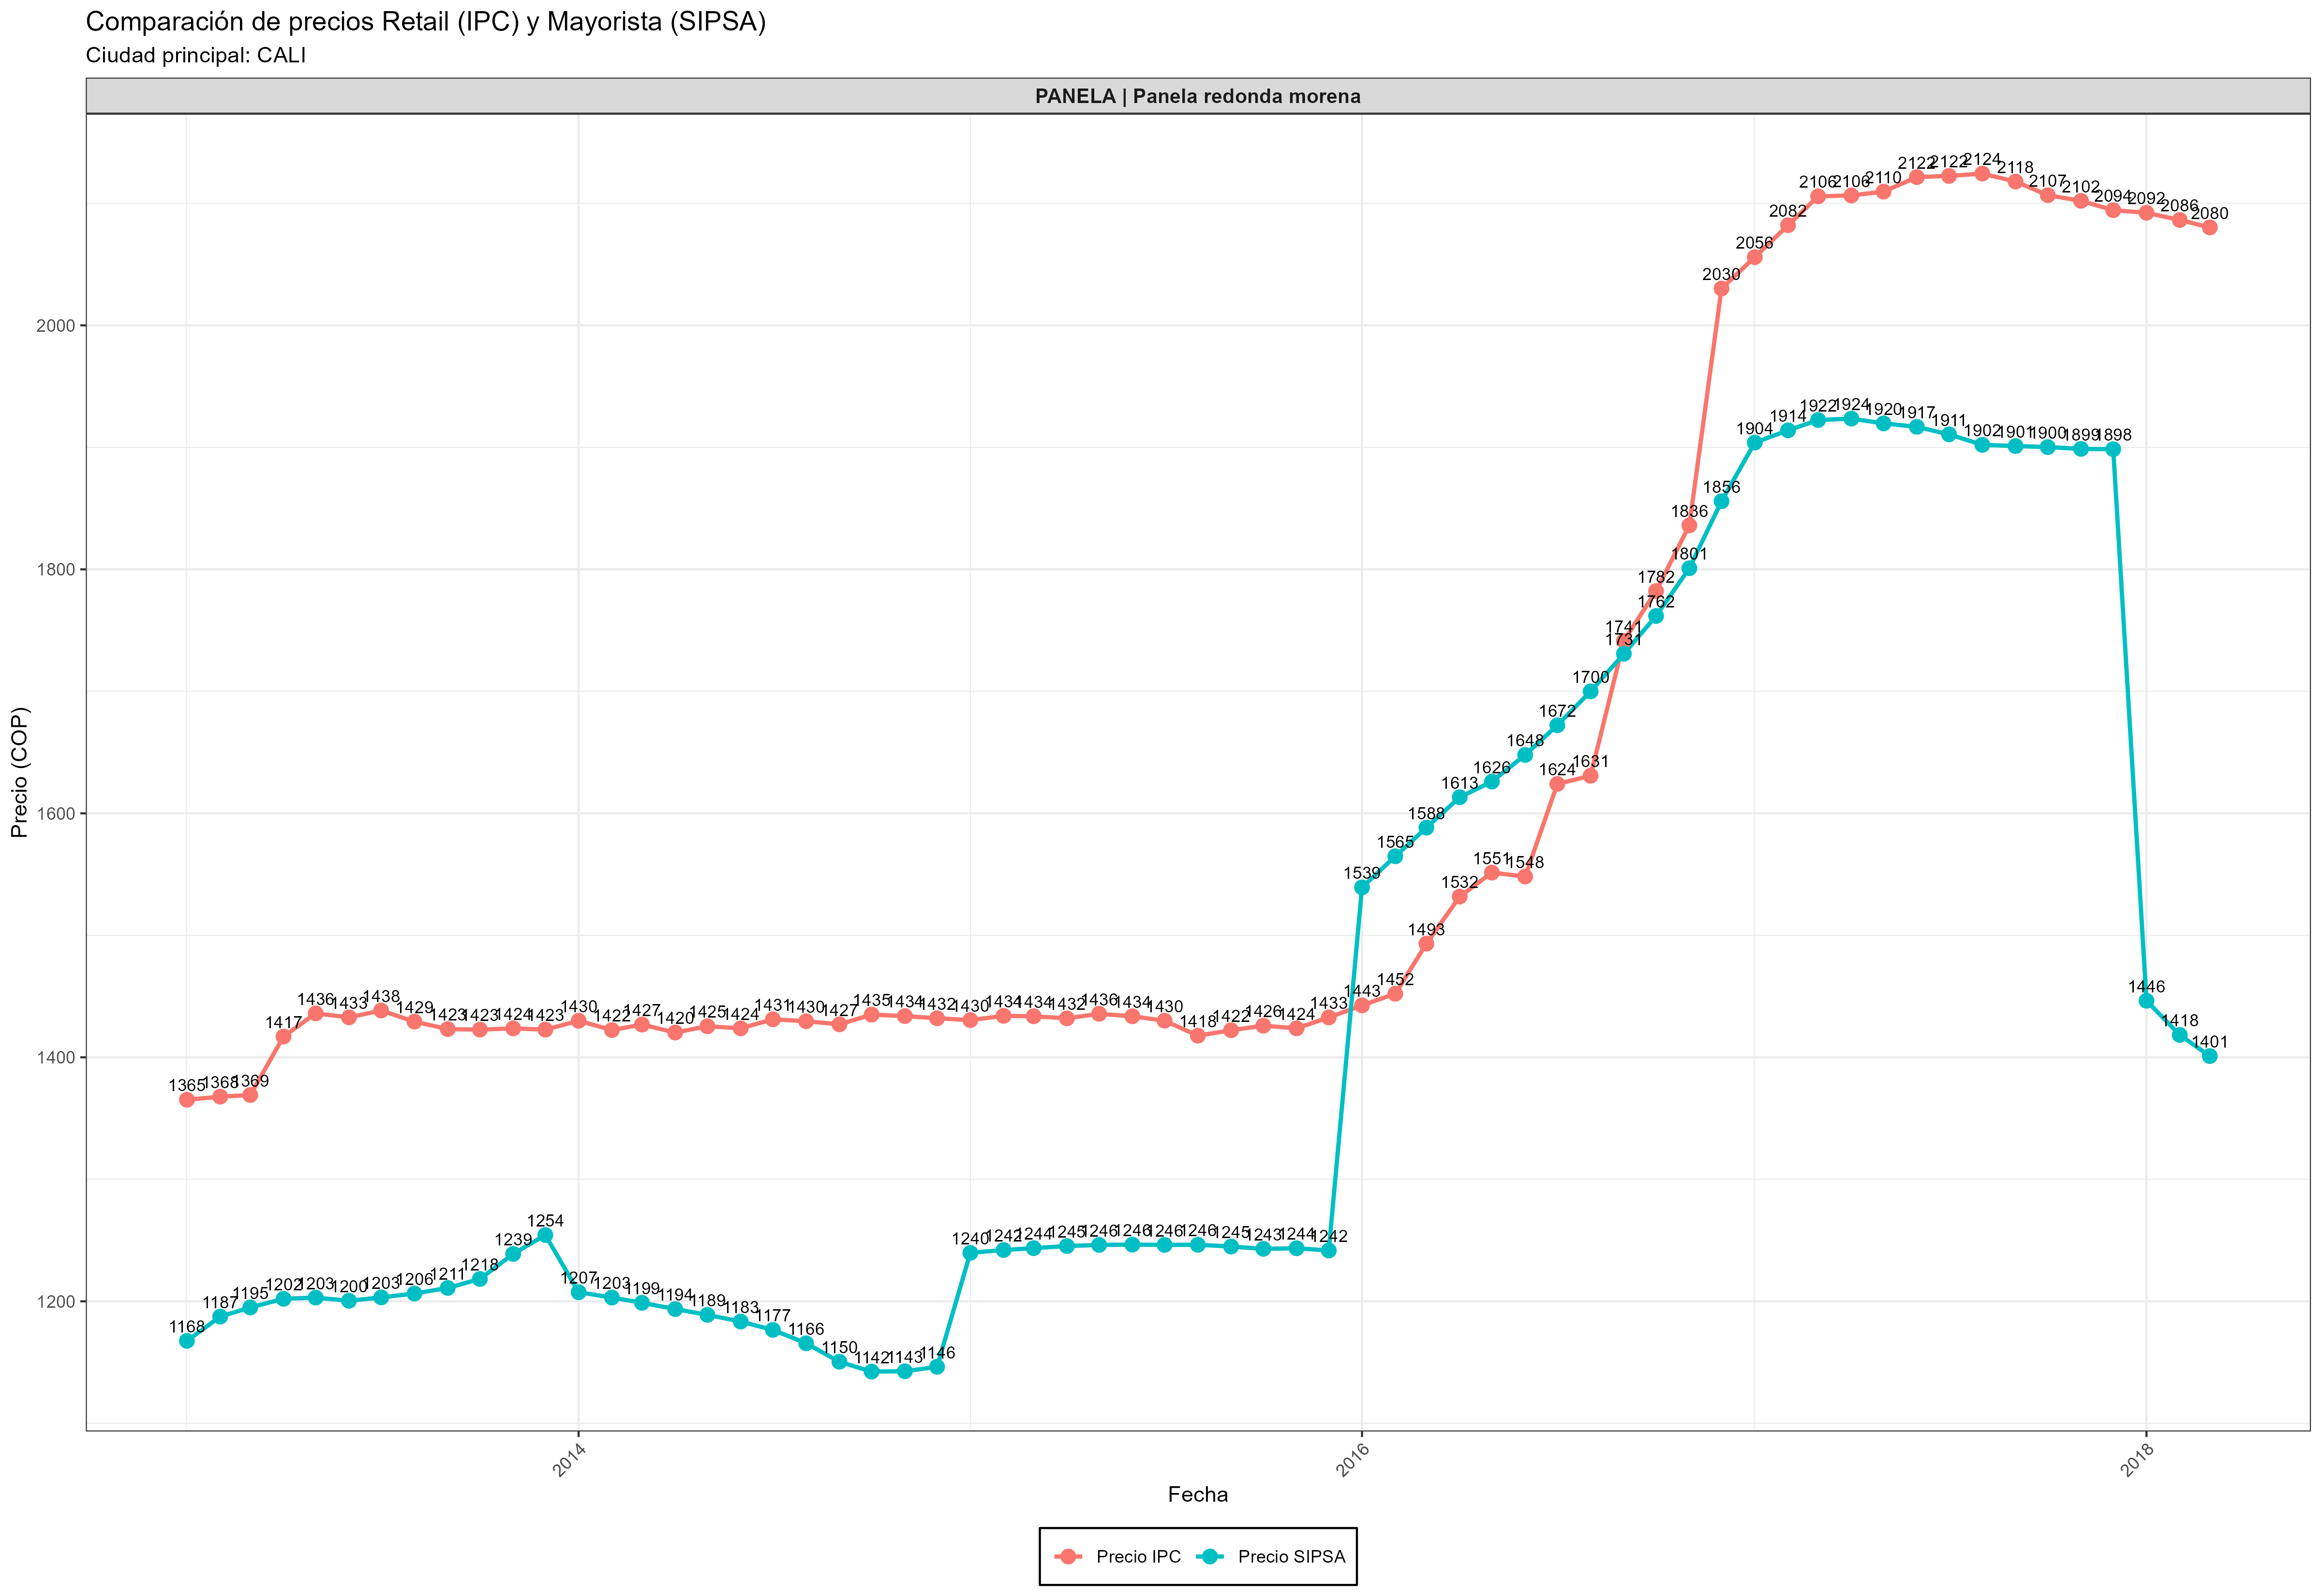 Comparación de precios Retail (IPC) y Mayorista (SIPSA)
Ciudad principal: CALI
PANELA | Panela redonda morena
Precio (COP)
2000
1800
1600
1400
1200
1365 1368 1369 1417 1436 1433 1438 1429 1423 1423 1424 1423 1430 1422 1427 1420 1425 1424 1431 1430 1427 1435 1434 1432 1430 1434 1434 1432 1436 1434 1430 1418 1422 1426 1424 1433 1443 1452 1493 1532 1551 1548 1624 1631 1741 1782 1836 2030 2056 2082 2106 2106 2110 2122 2122 2124 2118 2107 2102 2094 2092 2086 2080
1168 1187 1195 1202 1203 1200 1203 1206 1211 1218 1239 1254 1207 1203 1199 1194 1189 1183 1177 1166 1150 1142 1143 1146 1240 1242 1244 1245 1246 1246 1246 1246 1245 1243 1244 1242 1539 1565 1588 1613 1626 1648 1672 1700 1731 1762 1801 1856 1904 1914 1922 1924 1920 1917 1911 1902 1901 1900 1899 1898 1446 1418 1401
2014 2016 2018
Fecha
Precio IPC Precio SIPSA